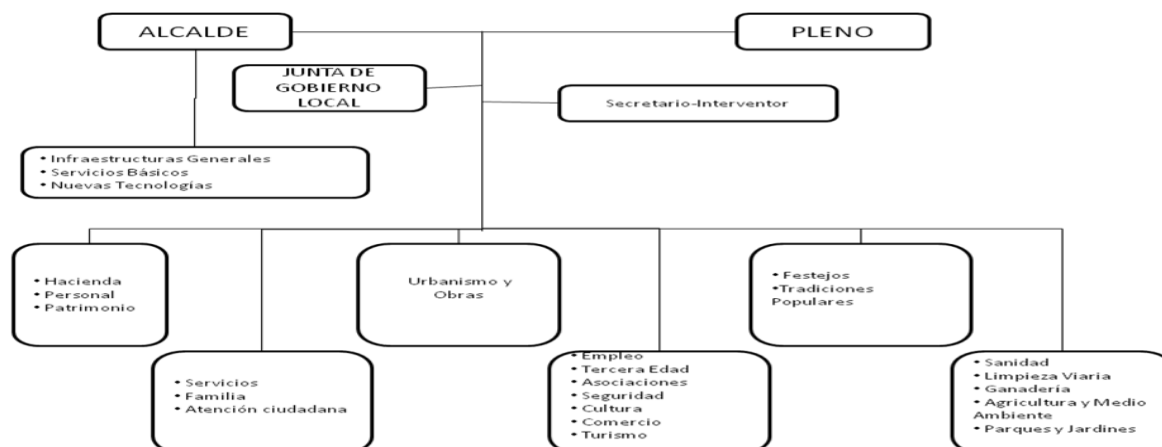 ALCALDE
PLENO
JUNTA DE
GOBIERNO
LOCAL
Secretario-Interventor
• Infraestructuras Generales
• Servicios Básicos
• Nuevas Tecnologías
• Hacienda
• Personal
• Patrimonio
Urbanismo y
Obras
• Festejos
•Tradiciones
Populares
• Servicios
• Familia
• Atención ciudadana
• Empleo
• Tercera Edad
• Asociaciones
• Seguridad
• Cultura
• Comercio
• Turismo
• Sanidad
• Limpieza Viaria
• Ganadería
• Agricultura y Medio
Ambiente
• Parques y Jardines